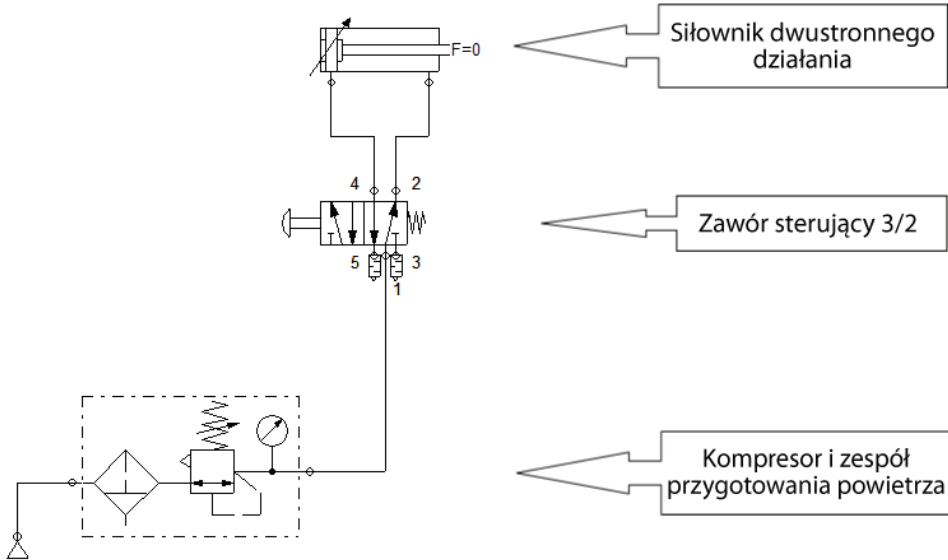 Siłownik dwustronnego
działania
F=0
4 2
Zawór sterujący 3/2
5 3
1
Kompresor i zespół
przygotowania powietrza